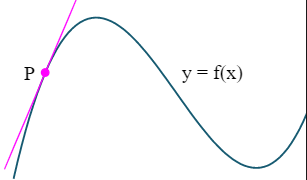 P
y = f(x)